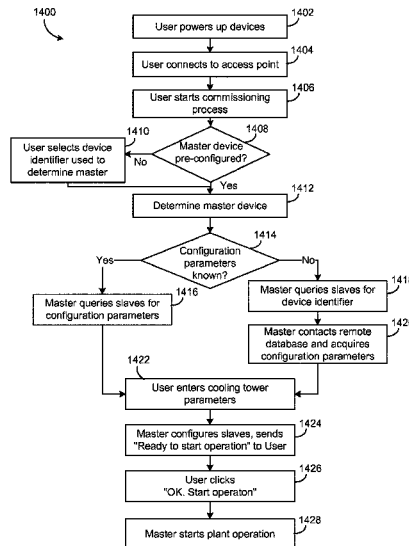 1400
User powers up devices
1402
User connects to access point
1404
User starts commissioning
process
1406
1408
Master device
pre-configured?
No
Yes
1410
User selects device
identifier used to
determine master
1412
Determine master device
1414
Configuration
parameters
known?
Yes
No
1416
Master queries slaves for
configuration parameters
Master queries slaves for
device identifier
Master contacts remote
database and acquires
configuration parameters
1422
User enters cooling tower
parameters
1424
Master configures slaves, sends
"Ready to start operation" to User
1426
User clicks
"OK. Start operaton"
1428
Master starts plant operation